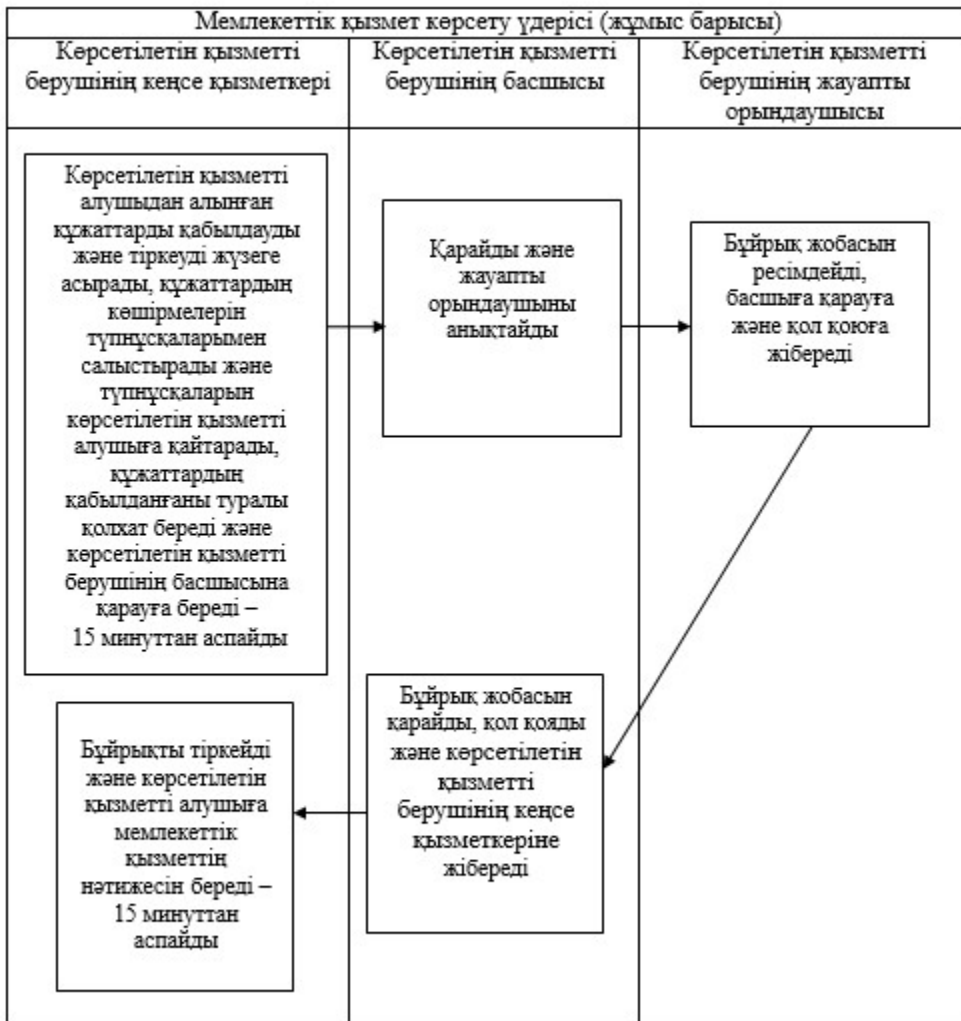 Мемлекеттік қызмет көрсету үдерісі (жұмыс барысы)
Көрсетілетін қызметті
берушінің кеңсе қызметкері
Көрсетілетін қызметті
берушінің басшысы
Көрсетілетін қызметті
берушінің жауапты
орындаушысы
Көрсетілетін қызметті
алушыдан алынған
құжаттарды қабылдауды
және тіркеуді жүзеге
асырады, құжаттардың
көшірмелерін
түпнұсқаларымен
салыстырады және
түпнұсқаларын
көрсетілетін қызметті
алушыға қайтарады,
құжаттардың
қабылданғаны туралы
қолхат береді және
көрсетілетін қызметті
берушінің басшысына
қарауға береді –
15 минуттан аспайды
Қарайды және
жауапты
орындаушыны
анықтайды
Бұйрық жобасын
ресімдейді,
басшыға қарауға
және қол қоюға
жібереді
Бұйрық жобасын
қарайды, қол қояды
және көрсетілетін
қызметті
берушінің кеңсе
қызметкеріне
жібереді
Бұйрықты тіркейді
және көрсетілетін
қызметті алушыға
мемлекеттік
қызметтің
нәтижесін береді –
15 минуттан
аспайды